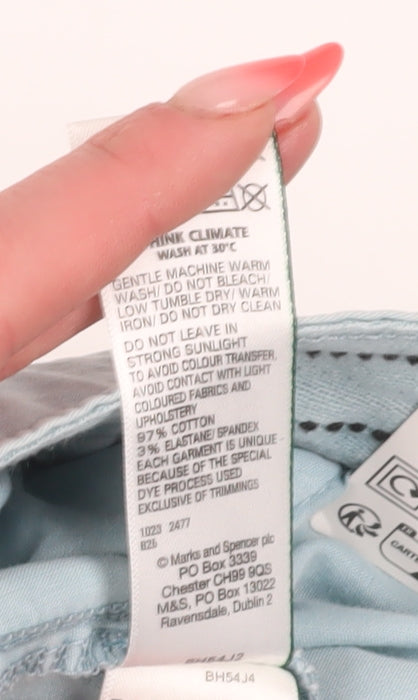 HINK CLIMATE
WASH AT 30°C
GENTLE MACHINE WARM
WASH/ DO NOT BLEACH/
LOW TUMBLE DRY/ WARM
IRON/ DO NOT DRY CLEAN
DO NOT LEAVE IN
STRONG SUNLIGHT
TO AVOID COLOUR TRANSFER,
AVOID CONTACT WITH LIGHT
COLOURED FABRICS AND
UPHOLSTERY
97% COTTON
3% ELASTANE/ SPANDEX
EACH GARMENT IS UNIQUE
BECAUSE OF THE SPECIAL
DYE PROCESS USED
EXCLUSIVE OF TRIMMINGS
1023 2477
© Marks and Spencer plc
PO Box 3339
Chester CH99 9QS
M&S, PO Box 13022
Ravensdale, Dublin 2
BH54J4